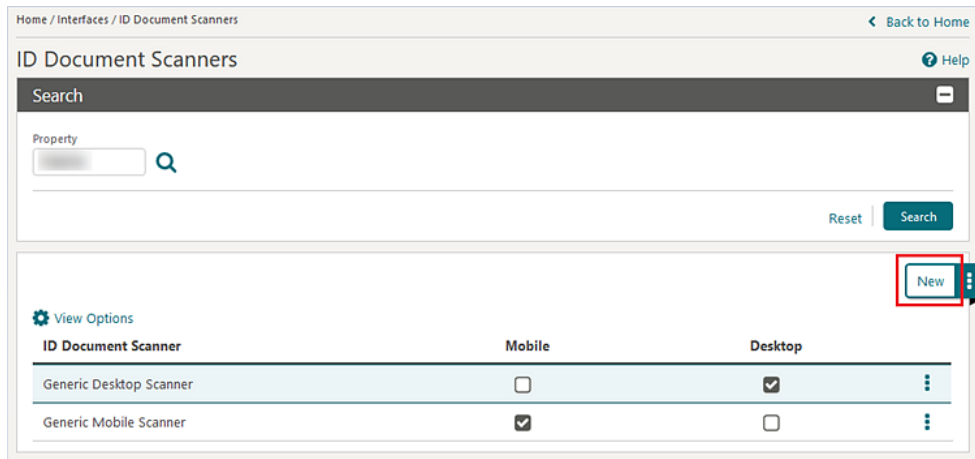 Home / Interfaces / ID Document Scanners
Back to Home
ID Document Scanners
Help
Search
Property
Reset
Search
New
View Options
ID Document Scanner Mobile Desktop
Generic Desktop Scanner
Generic Mobile Scanner